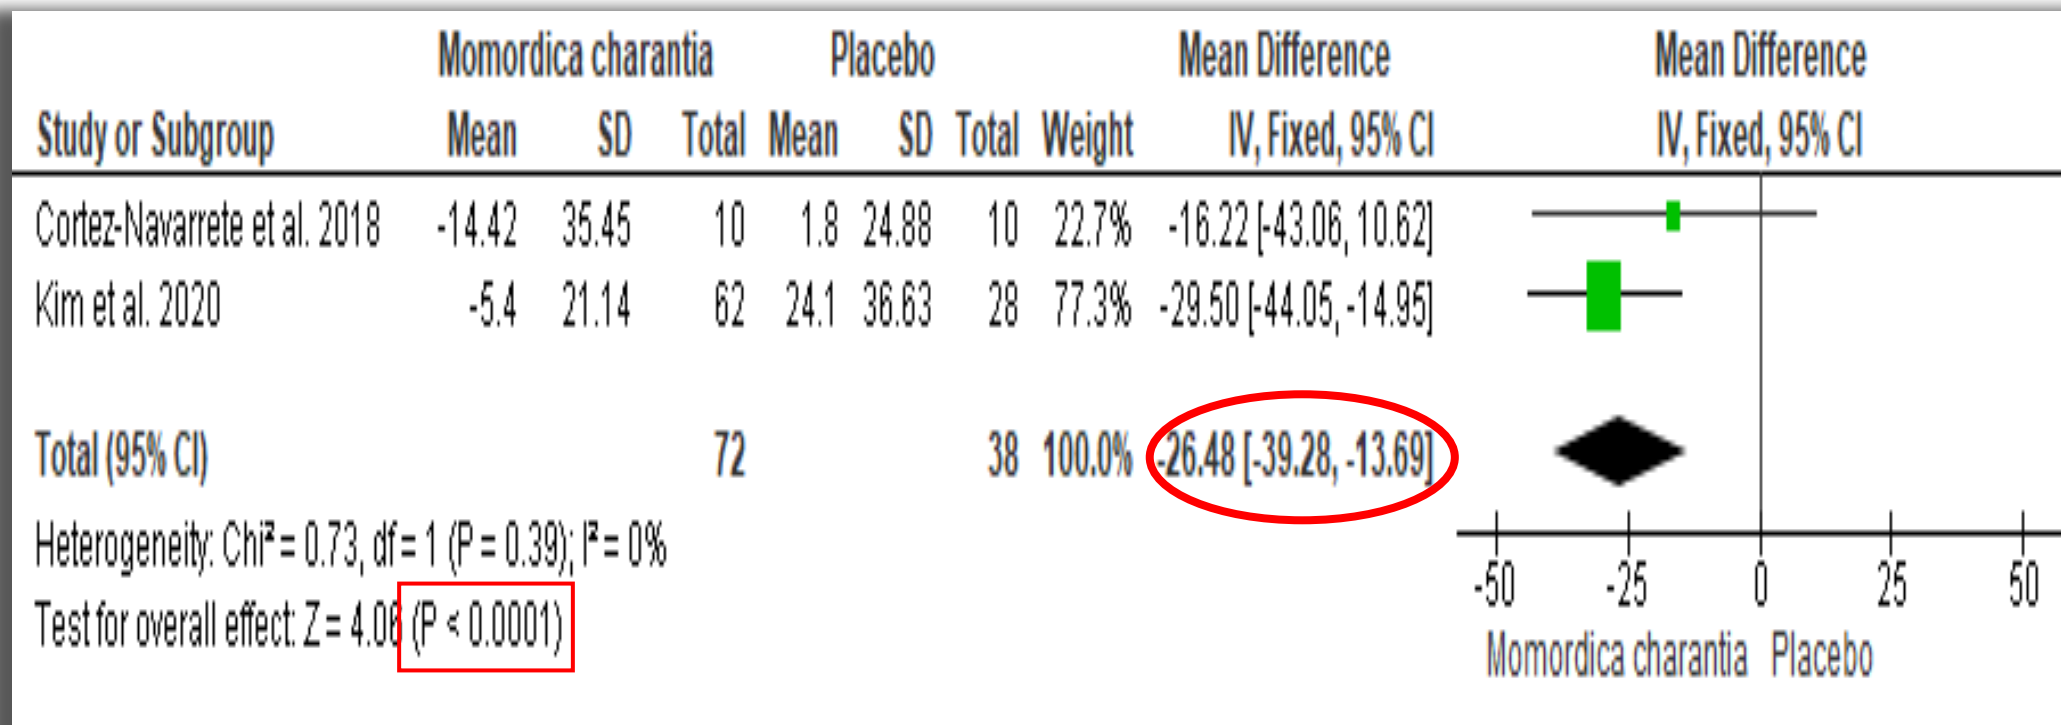 Momordica charantia Placebo Mean Difference Mean Difference
Study or Subgroup Mean SD Total Mean SD Total Weight IV, Fixed, 95% CI IV, Fixed, 95% CI
Cortez-Navarrete et al. 2018 -14.42 35.45 10 1.8 24.88 10 22.7% -16.22 [-43.06, 10.62]
Kim et al. 2020 -5.4 21.14 62 24.1 36.63 28 77.3% -29.50 [-44.05, -14.95]
Total (95% CI) 72 38 100.0% -26.48 [-39.28, -13.69]
Heterogeneity: Chi² = 0.73, df = 1 (P = 0.39); I² = 0%
Test for overall effect: Z = 4.06 (P < 0.0001)
-50 -25 0 25 50
Momordica charantia Placebo